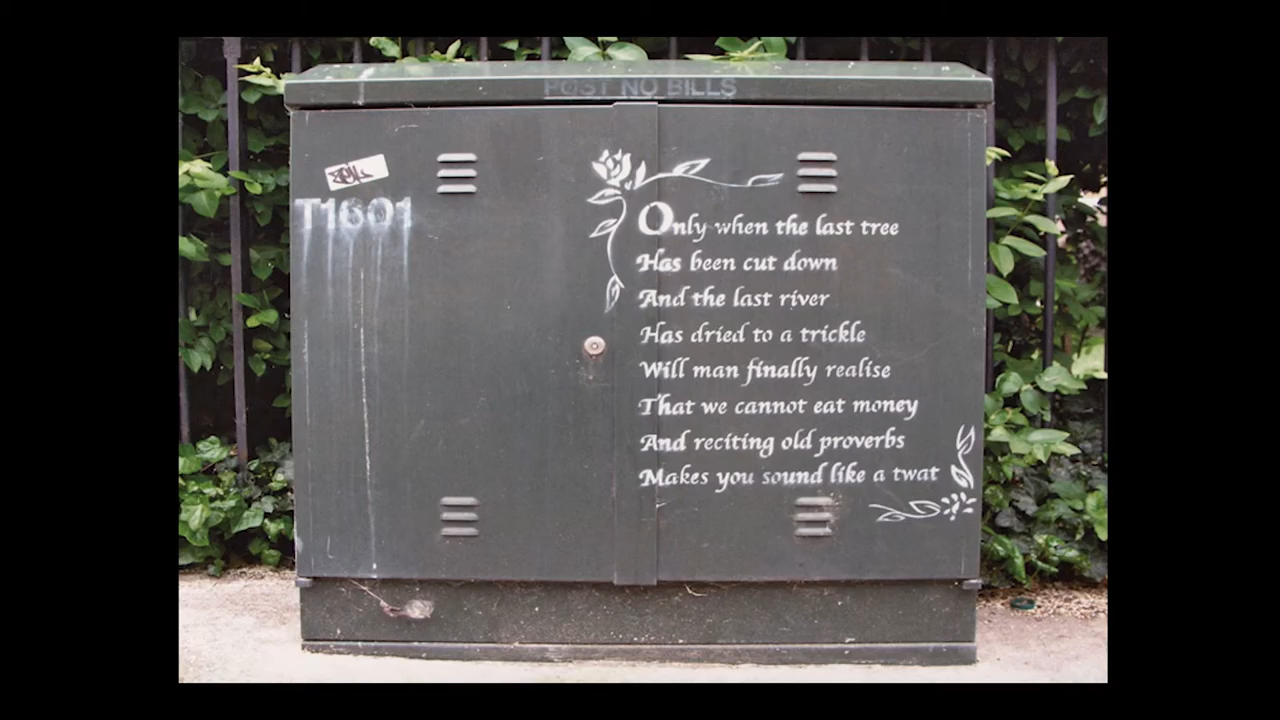 POST NO BILLS
T1601
Only when the last tree
Has been cut down
And the last river
Has dried to a trickle
Will man finally realise
That we cannot eat money
And reciting old proverbs
Makes you sound like a twat